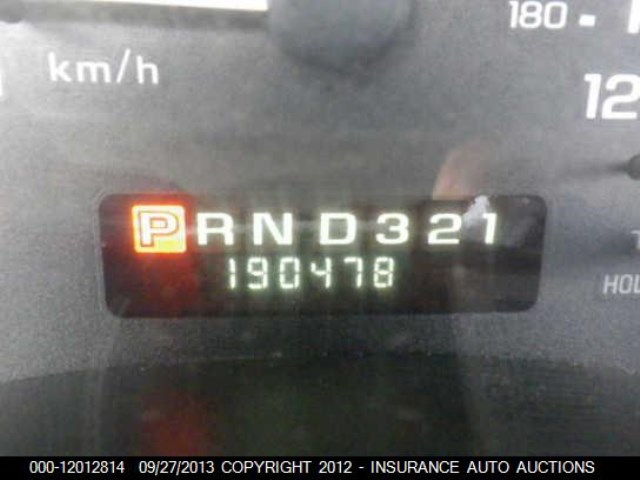 180
km/h
12
PRND321
190478
HOL
000-12012814 09/27/2013 COPYRIGHT 2012 - INSURANCE AUTO AUCTIONS